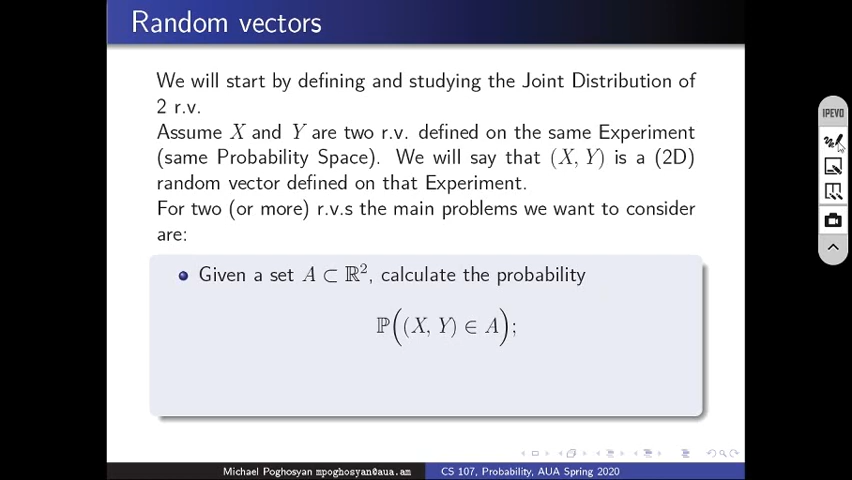 Random vectors
We will start by defining and studying the Joint Distribution of
2 r.v.
Assume X and Y are two r.v. defined on the same Experiment
(same Probability Space). We will say that (X, Y) is a (2D)
random vector defined on that Experiment.
For two (or more) r.v.s the main problems we want to consider
are:
Given a set A ⊂ ℝ², calculate the probability
ℙ((X, Y) ∈ A);
Michael Poghosyan mpoghosyan@aua.am CS 107, Probability, AUA Spring 2020
IPEVO